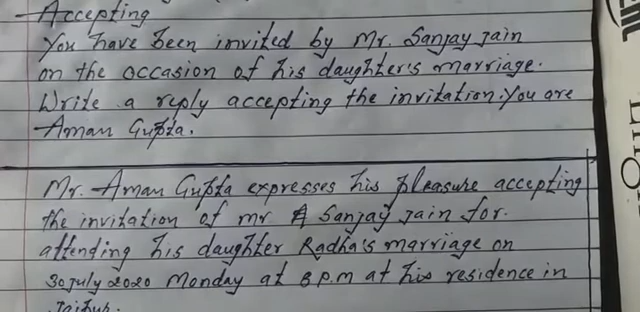 Accepting
You have been invited by Mr. Sanjay Jain
on the occasion of his daughter's marriage.
Write a reply accepting the invitation. You are
Aman Gupta.
Mr. Aman Gupta expresses his pleasure accepting
the invitation of mr Sanjay Jain for
attending his daughter Radha's marriage on
30 july 2020 Monday at 8 p.m at his residence in
Jaipur.